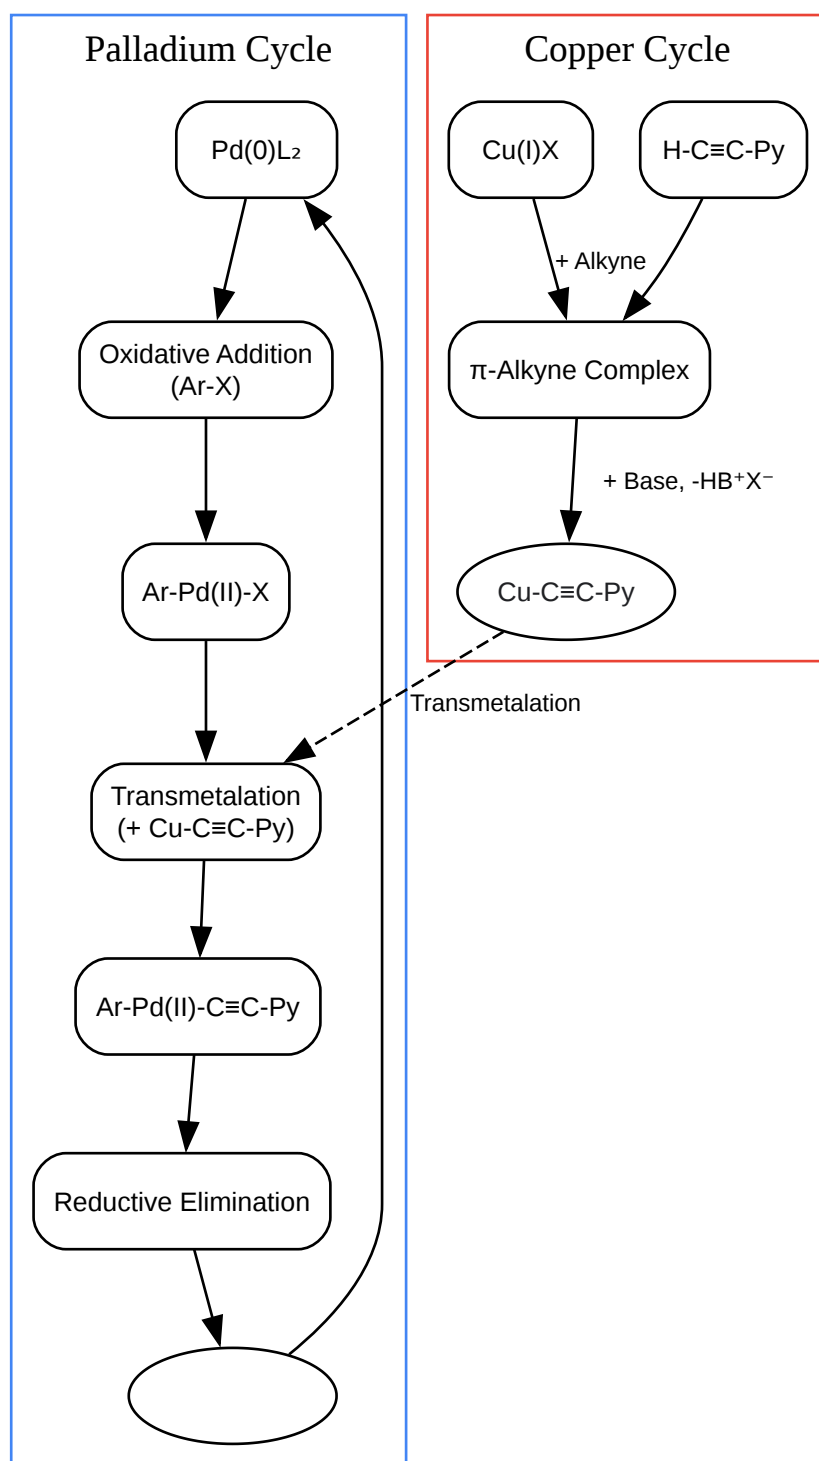 Palladium Cycle
Pd(0)L₂
Oxidative Addition
(Ar-X)
Ar-Pd(II)-X
Transmetalation
(+ Cu-C≡C-Py)
Ar-Pd(II)-C≡C-Py
Reductive Elimination
Copper Cycle
Cu(I)X
H-C≡C-Py
+ Alkyne
π-Alkyne Complex
+ Base, -HB⁺X⁻
Cu-C≡C-Py
Transmetalation